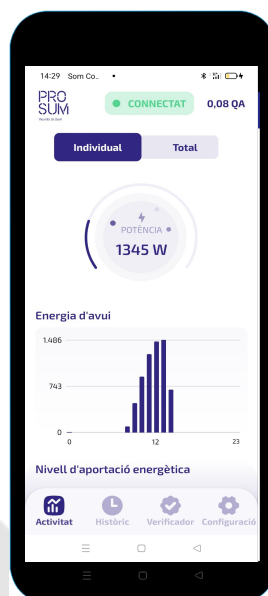 14:29 Som Co..
PRO
SUM
CONNECTAT
0,08 QA
Individual
Total
POTÈNCIA
1345 W
Energia d'avui
1.486
743
0
0
12
23
Nivell d'aportació energètica
Activitat
Històric
Verificador
Configuració